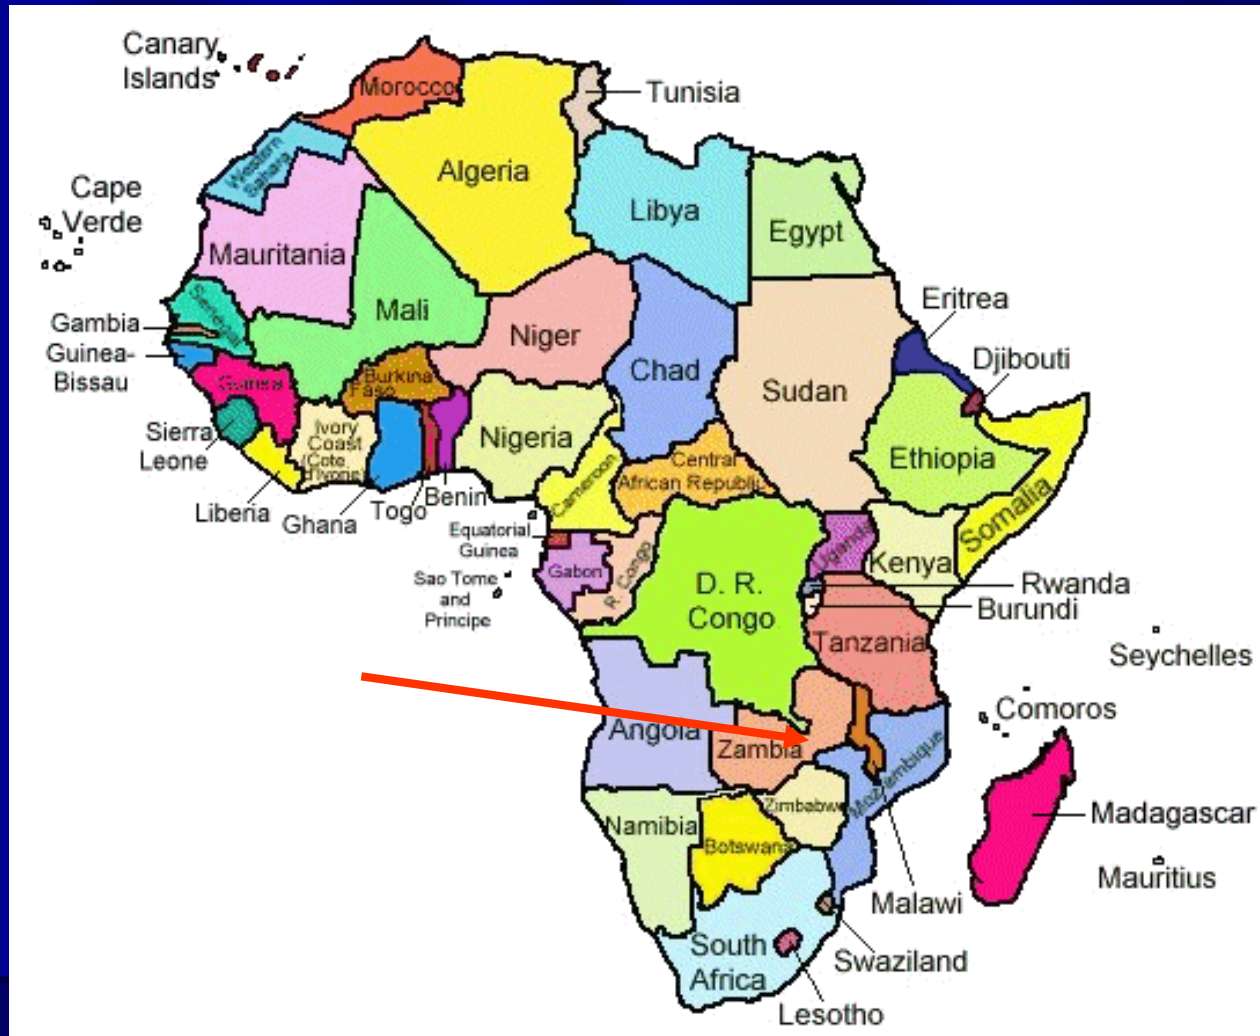 Canary
Islands
Morocco
Tunisia
Algeria
Western
Sahara
Libya
Egypt
Cape
Verde
Mauritania
Mali
Niger
Chad
Sudan
Eritrea
Djibouti
Senegal
Gambia
Guinea-
Bissau
Guinea
Burkina
Faso
Nigeria
Ethiopia
Somalia
Sierra
Leone
Ivory
Coast
(Cote
d'Ivone)
Liberia
Ghana
Togo
Benin
Cameroon
Central
African Republic
Equatorial
Guinea
Sao Tome
and
Principe
Gabon
R. Congo
D. R.
Congo
Uganda
Kenya
Rwanda
Burundi
Tanzania
Seychelles
Comoros
Angola
Zambia
Mozambique
Malawi
Zimbabwe
Namibia
Botswana
Madagascar
Mauritius
South
Africa
Swaziland
Lesotho